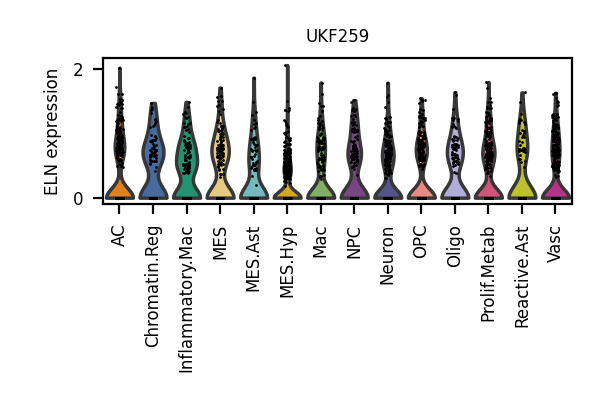 UKF259
ELN expression
2
0
AC
Chromatin.Reg
Inflammatory.Mac
MES
MES.Ast
MES.Hyp
Mac
NPC
Neuron
OPC
Oligo
Prolif.Metab
Reactive.Ast
Vasc